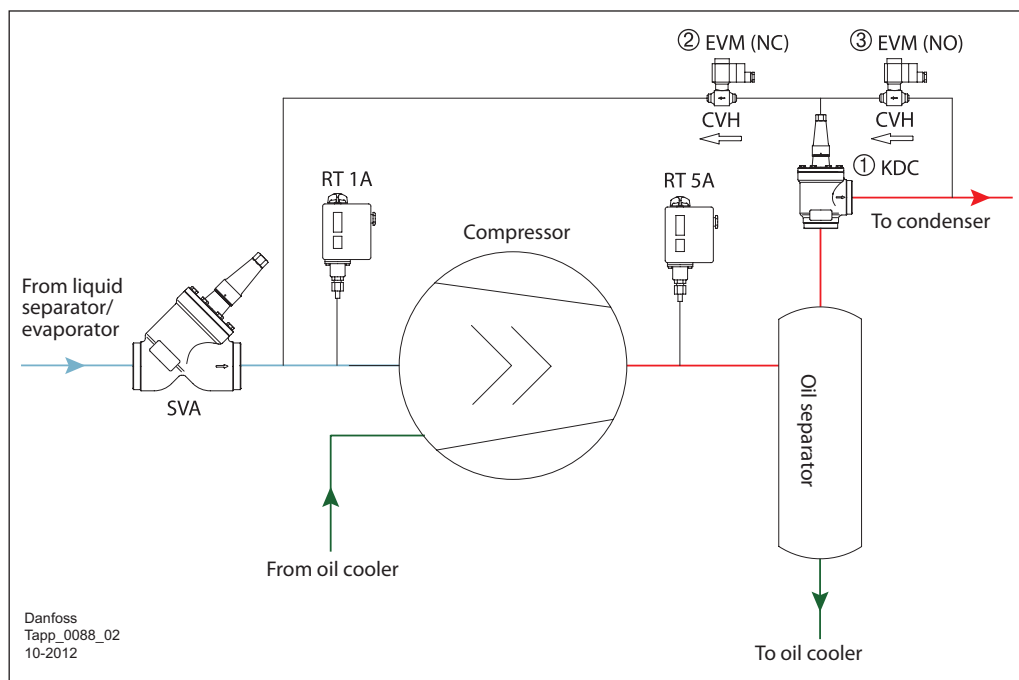 ② EVM (NC)
③ EVM (NO)
CVH
CVH
① KDC
RT 1A
RT 5A
To condenser
Compressor
From liquid
separator/
evaporator
SVA
Oil separator
From oil cooler
Danfoss
Tapp_0088_02
10-2012
To oil cooler